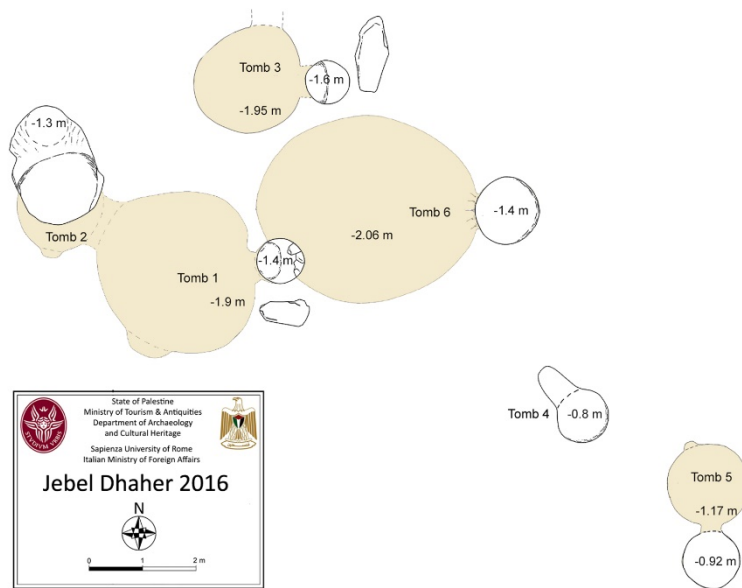 Tomb 3
-1.6 m
-1.95 m
-1.3 m
Tomb 2
Tomb 6
-1.4 m
-2.06 m
Tomb 1
-1.4 m
-1.9 m
Tomb 4
-0.8 m
Tomb 5
-1.17 m
-0.92 m
STVDIVM VRBIS
State of Palestine
Ministry of Tourism & Antiquities
Department of Archaeology
and Cultural Heritage
Sapienza University of Rome
Italian Ministry of Foreign Affairs
Jebel Dhaher 2016
N
0 1 2 m